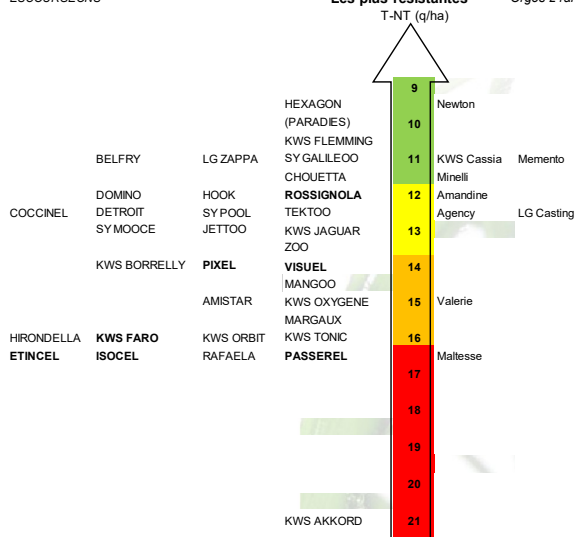 ESCOURGEONS Les plus résistantes
T-NT (q/ha)
9
HEXAGON Newton
(PARADIES) 10
KWS FLEMMING
BELFRY LG ZAPPA SY GALILEOO 11 KWS Cassia Memento
CHOUETTA Minelli
DOMINO HOOK ROSSIGNOLA 12 Amandine
COCCINEL DETROIT SY POOL TEKTOO Agency LG Casting
SY MOOCE JETTOO KWS JAGUAR 13
ZOO
KWS BORRELLY PIXEL VISUEL 14
MANGOO
AMISTAR KWS OXYGENE 15 Valerie
MARGAUX
HIRONDELLA KWS FARO KWS ORBIT KWS TONIC 16
ETINCEL ISOCEL RAFAELA PASSEREL Maltesse
17
18
19
20
KWS AKKORD 21